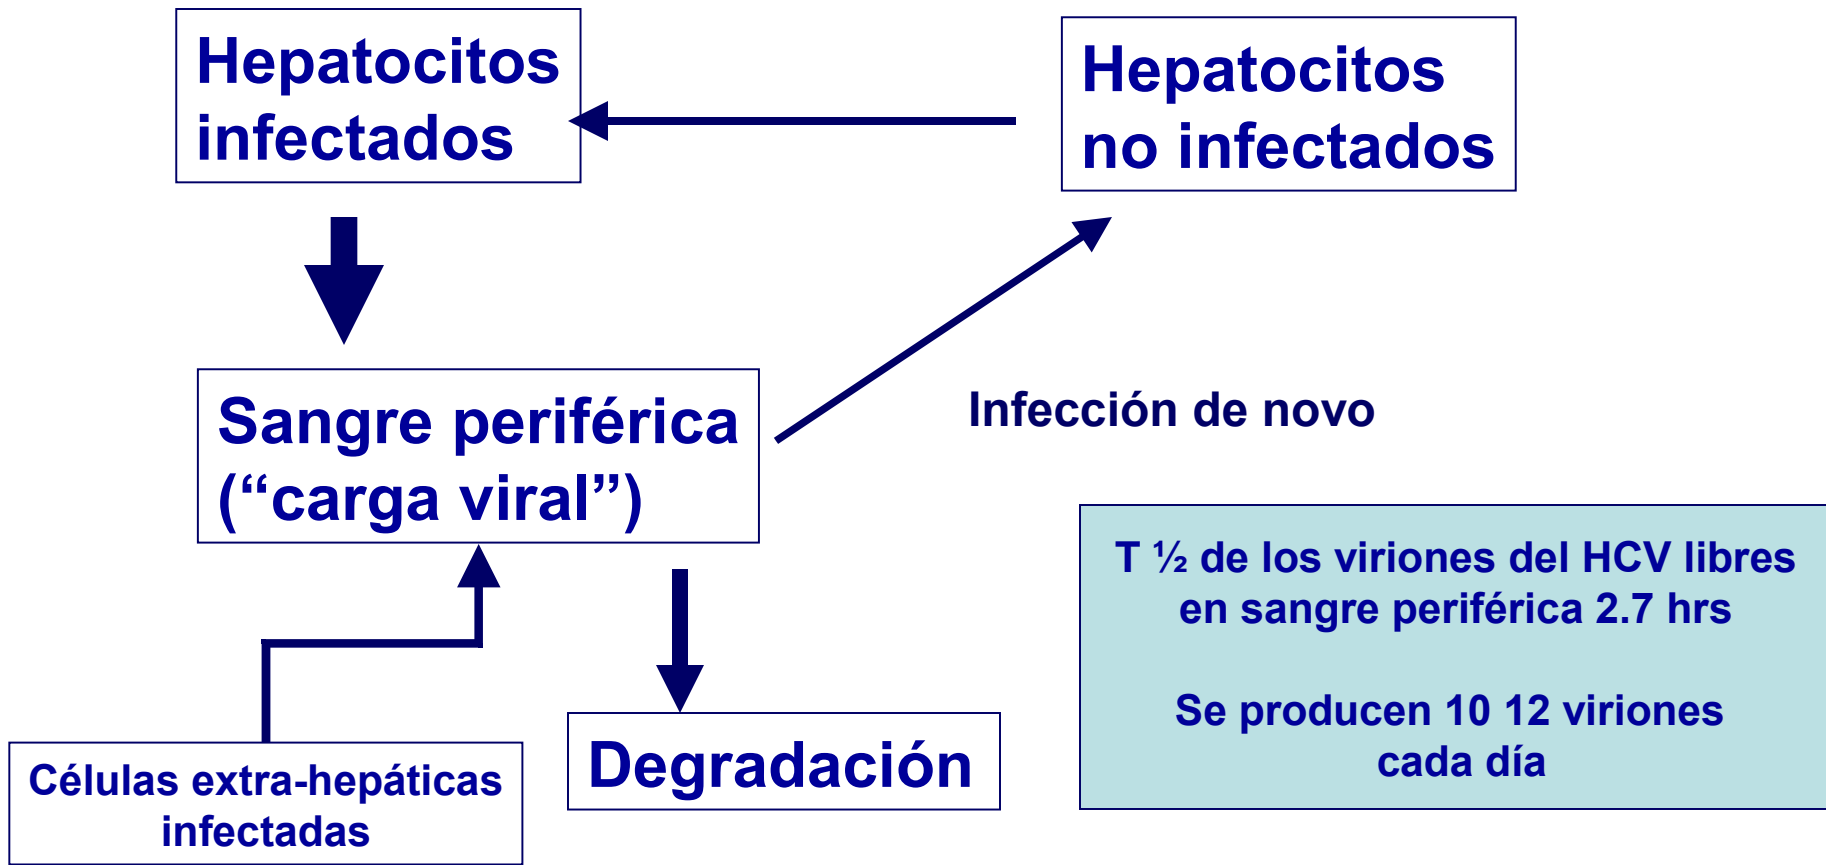 Hepatocitos
infectados
Hepatocitos
no infectados
Sangre periférica
(“carga viral”)
Infección de novo
T ½ de los viriones del HCV libres
en sangre periférica 2.7 hrs
Se producen 10 12 viriones
cada día
Degradación
Células extra-hepáticas
infectadas